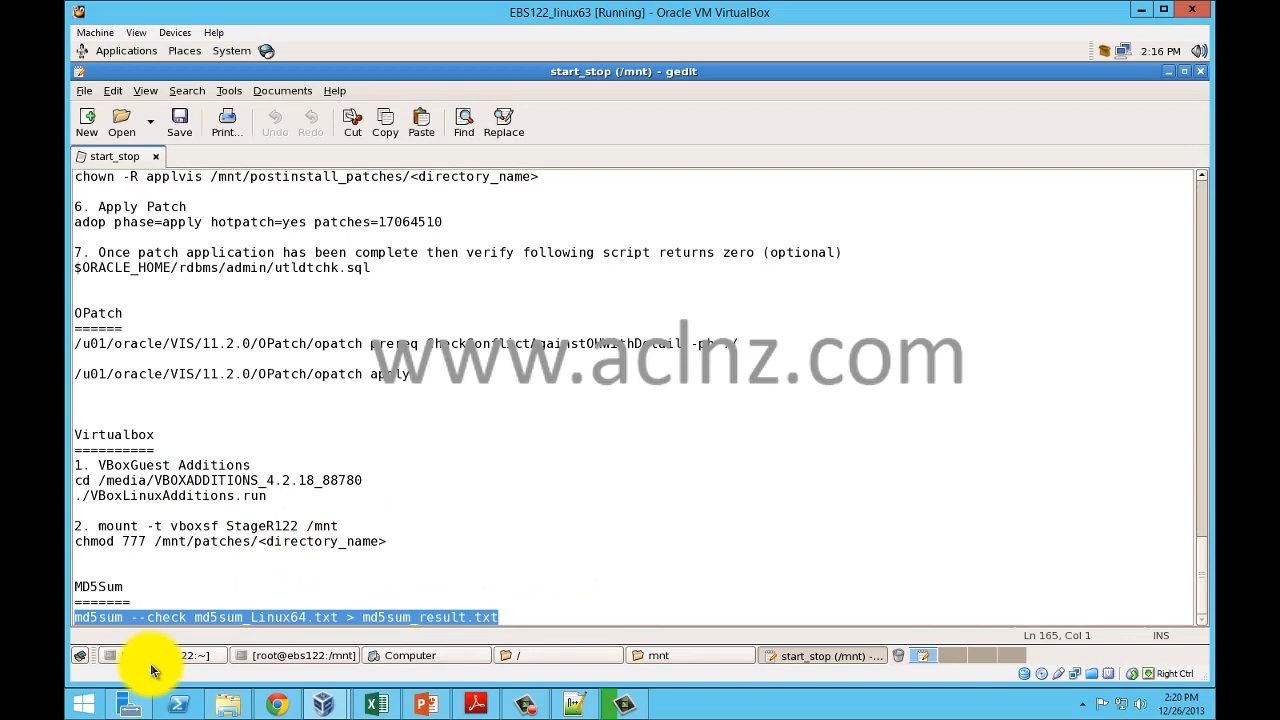 EBS122_linux63 [Running] - Oracle VM VirtualBox
Machine View Devices Help
Applications Places System 2:16 PM
start_stop (/mnt) - gedit
File Edit View Search Tools Documents Help
New Open Save Print... Undo Redo Cut Copy Paste Find Replace
start_stop x
chown -R applvis /mnt/postinstall_patches/<directory_name>
6. Apply Patch
adop phase=apply hotpatch=yes patches=17064510
7. Once patch application has been complete then verify following script returns zero (optional)
$ORACLE_HOME/rdbms/admin/utldtchk.sql
OPatch
======
/u01/oracle/VIS/11.2.0/OPatch/opatch prereq CheckConflictAgainstOHWithDetail -ph ./
www.aclnz.com
/u01/oracle/VIS/11.2.0/OPatch/opatch apply
Virtualbox
==========
1. VBoxGuest Additions
cd /media/VBOXADDITIONS_4.2.18_88780
./VBoxLinuxAdditions.run
2. mount -t vboxsf StageR122 /mnt
chmod 777 /mnt/patches/<directory_name>
MD5Sum
=======
md5sum --check md5sum_Linux64.txt > md5sum_result.txt
Ln 165, Col 1 INS
22:~] [root@ebs122:/mnt] Computer / mnt start_stop (/mnt) -...
Right Ctrl
2:20 PM
12/26/2013